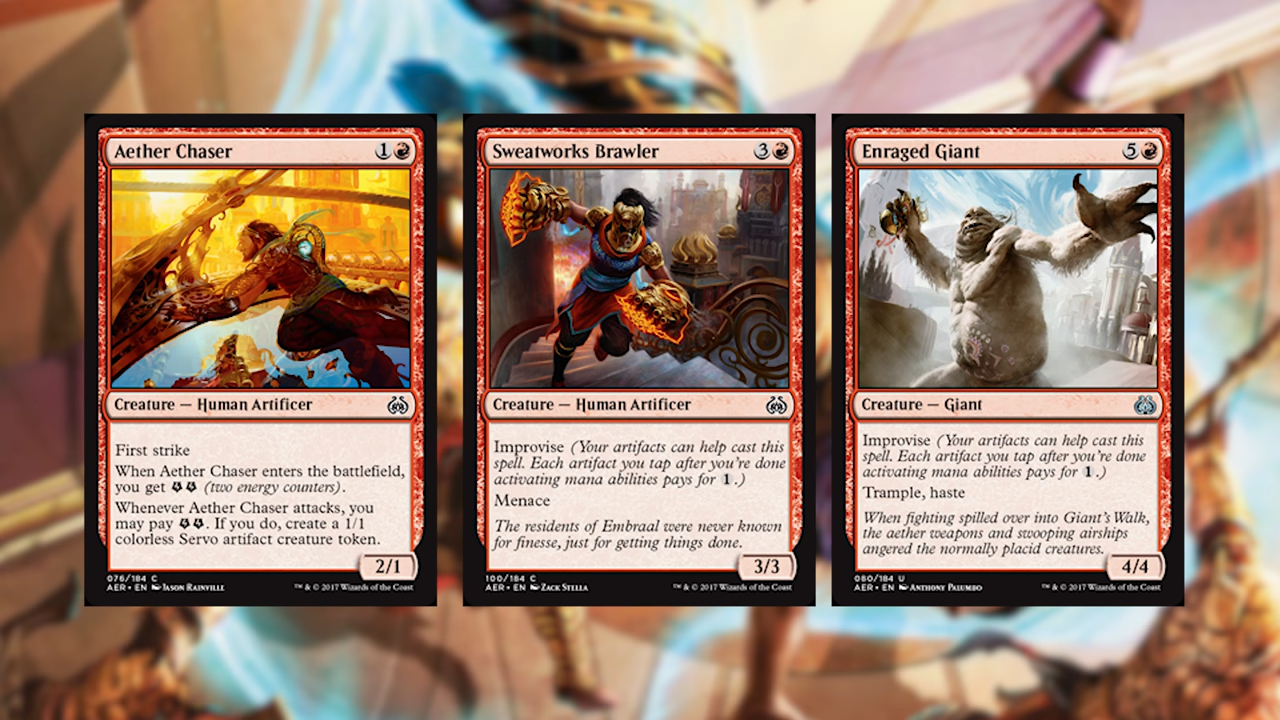 Aether Chaser 1
Creature — Human Artificer
First strike
When Aether Chaser enters the battlefield,
you get (two energy counters).
Whenever Aether Chaser attacks, you
may pay . If you do, create a 1/1
colorless Servo artifact creature token.
2/1
076/184 C
AER • EN Jason Rainville ™ & © 2017 Wizards of the Coast
Sweatworks Brawler 3
Creature — Human Artificer
Improvise (Your artifacts can help cast this
spell. Each artifact you tap after you're done
activating mana abilities pays for 1.)
Menace
The residents of Embraal were never known
for finesse, just for getting things done.
3/3
100/184 C
AER • EN Zack Stella ™ & © 2017 Wizards of the Coast
Enraged Giant 5
Creature — Giant
Improvise (Your artifacts can help cast this
spell. Each artifact you tap after you're done
activating mana abilities pays for 1.)
Trample, haste
When fighting spilled over into Giant's Walk,
the aether weapons and swooping airships
angered the normally placid creatures.
4/4
080/184 U
AER • EN Anthony Palumbo ™ & © 2017 Wizards of the Coast